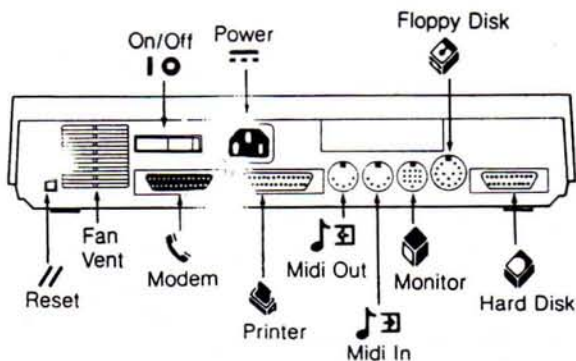 Floppy Disk
On/Off
Power
Fan
Vent
Modem
Midi Out
Monitor
Hard Disk
Reset
Printer
Midi In